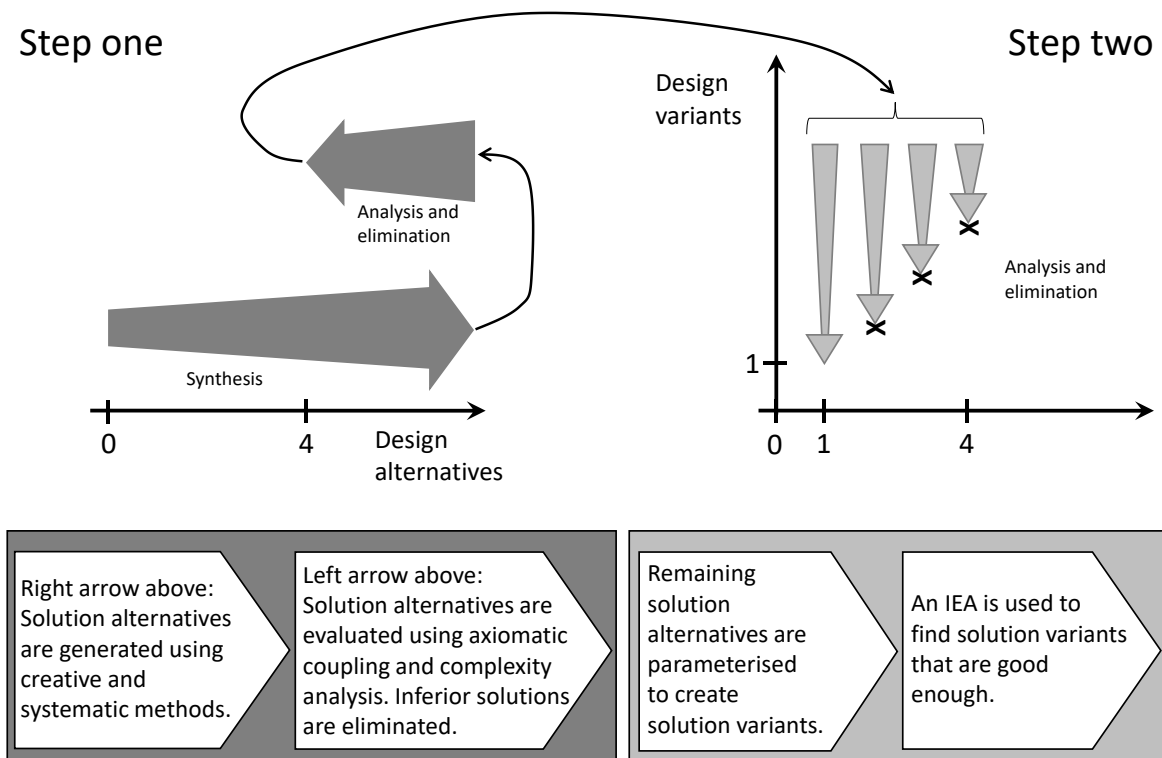 Step one
Step two
Design
variants
Analysis and
elimination
Analysis and
elimination
Synthesis
1
0
4
Design
alternatives
0
1
4
X
X
X
Right arrow above:
Solution alternatives
are generated using
creative and
systematic methods.
Left arrow above:
Solution alternatives are
evaluated using axiomatic
coupling and complexity
analysis. Inferior solutions
are eliminated.
Remaining
solution
alternatives are
parameterised
to create
solution variants.
An IEA is used to
find solution variants
that are good
enough.